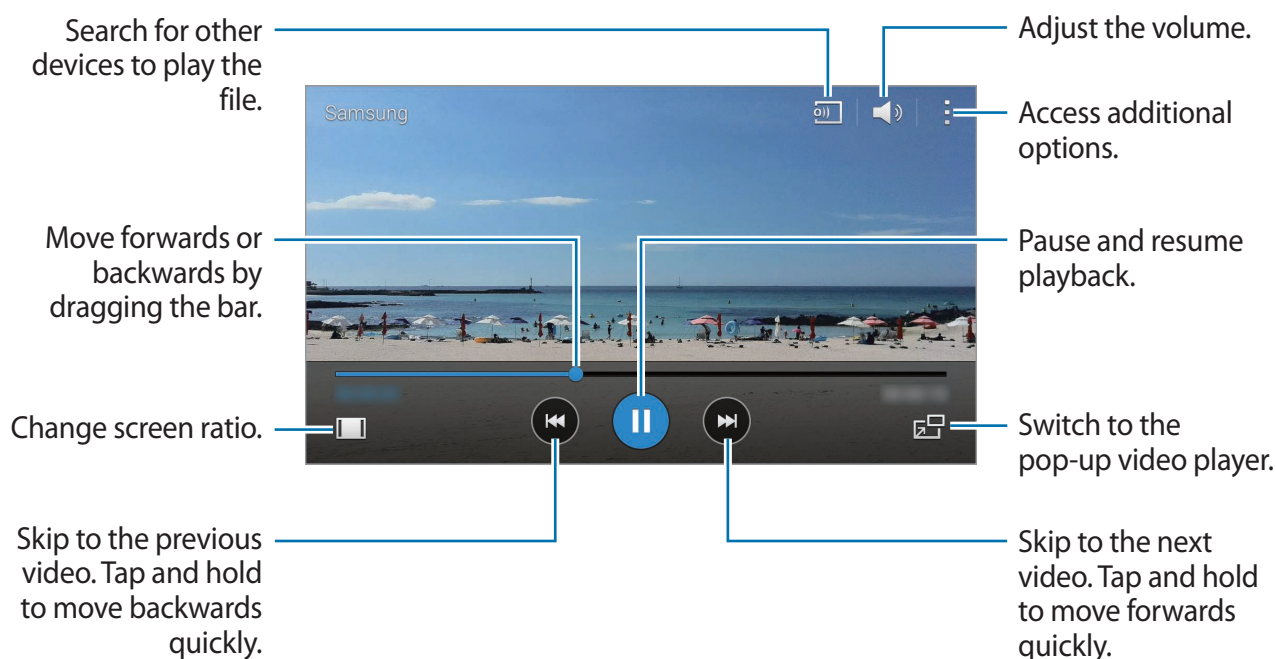 Search for other
devices to play the
file.
Adjust the volume.
Samsung
Access additional
options.
Move forwards or
backwards by
dragging the bar.
Pause and resume
playback.
Change screen ratio.
Switch to the
pop-up video player.
Skip to the previous
video. Tap and hold
to move backwards
quickly.
Skip to the next
video. Tap and hold
to move forwards
quickly.